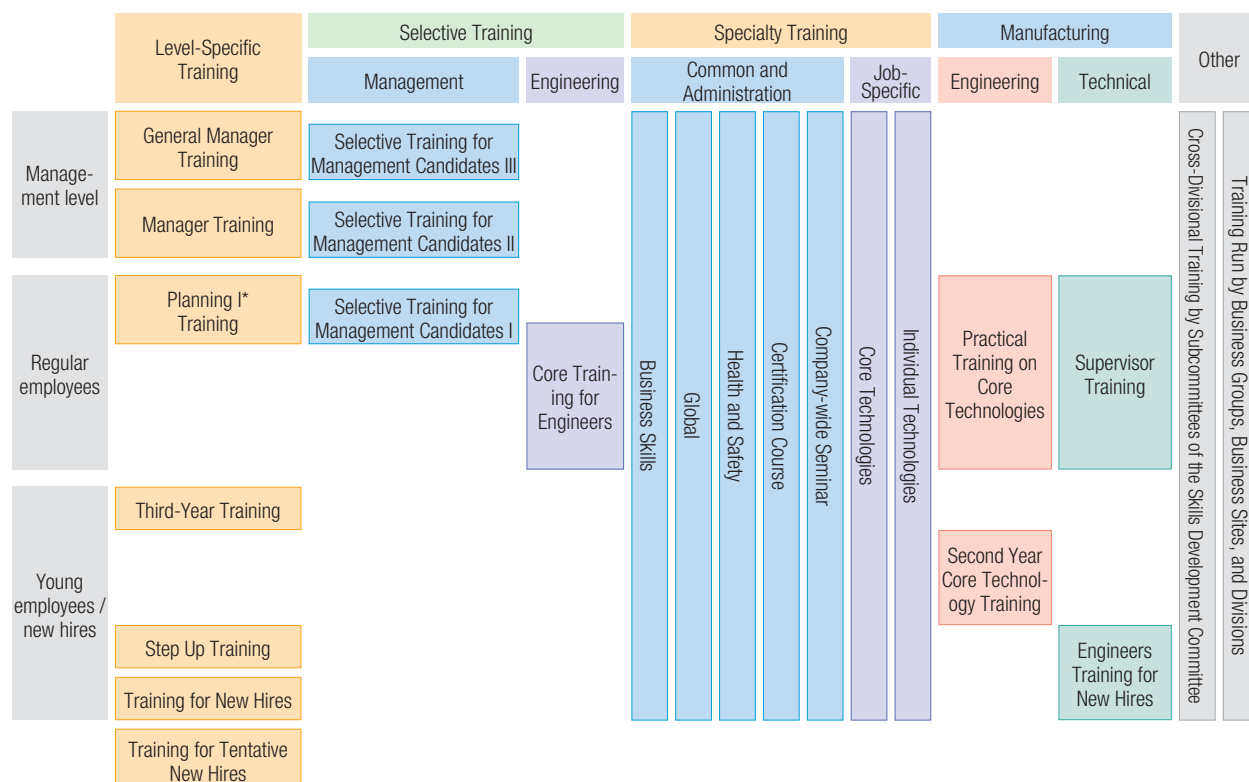 Level-Specific
Training
Selective Training
Specialty Training
Manufacturing
Other
Management
Engineering
Common and
Administration
Job-
Specific
Engineering
Technical
Manage-
ment level
General Manager
Training
Selective Training for
Management Candidates III
Manager Training
Selective Training for
Management Candidates II
Regular
employees
Planning I*
Training
Selective Training for
Management Candidates I
Core Train-
ing for
Engineers
Business Skills
Global
Health and Safety
Certification Course
Company-wide Seminar
Core Technologies
Individual Technologies
Practical
Training on
Core
Technologies
Supervisor
Training
Cross-Divisional Training by Subcommittees of the Skills Development Committee
Training Run by Business Groups, Business Sites, and Divisions
Young
employees /
new hires
Third-Year Training
Second Year
Core Technol-
ogy Training
Step Up Training
Engineers
Training for
New Hires
Training for New Hires
Training for Tentative
New Hires